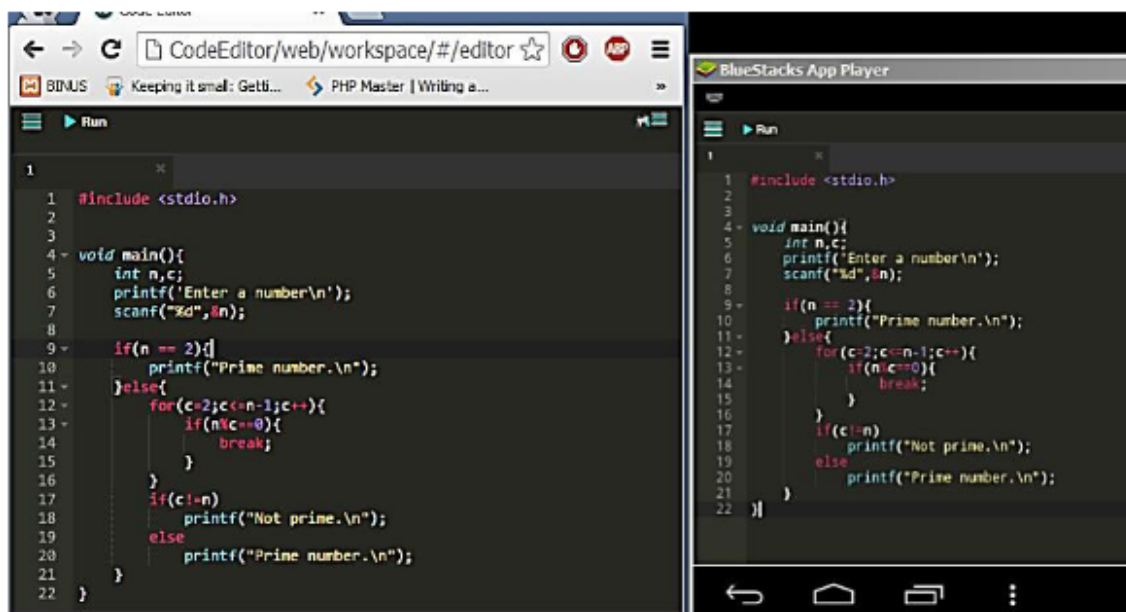 Code Editor
CodeEditor/web/workspace/#/editor
ABP
BINUS Keeping it small: Getti... PHP Master | Writing a... »
Run
1
1 #include <stdio.h>
2
3
4 void main(){
5 int n,c;
6 printf('Enter a number\n');
7 scanf("%d",&n);
8
9 if(n == 2){
10 printf("Prime number.\n");
11 }else{
12 for(c=2;c<=n-1;c++){
13 if(n%c==0){
14 break;
15 }
16 }
17 if(c!=n)
18 printf("Not prime.\n");
19 else
20 printf("Prime number.\n");
21 }
22 }
BlueStacks App Player
Run
1
1 #include <stdio.h>
2
3
4 void main(){
5 int n,c;
6 printf('Enter a number\n');
7 scanf("%d",&n);
8
9 if(n == 2){
10 printf("Prime number.\n");
11 }else{
12 for(c=2;c<=n-1;c++){
13 if(n%c==0){
14 break;
15 }
16 }
17 if(c!=n)
18 printf("Not prime.\n");
19 else
20 printf("Prime number.\n");
21 }
22 }